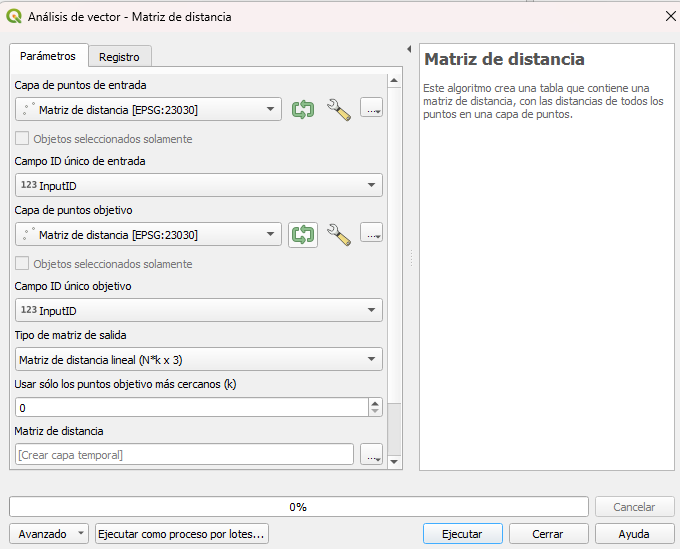 Análisis de vector - Matriz de distancia
Parámetros
Registro
Capa de puntos de entrada
Matriz de distancia [EPSG:23030]
...
Objetos seleccionados solamente
Campo ID único de entrada
123 InputID
Capa de puntos objetivo
Matriz de distancia [EPSG:23030]
...
Objetos seleccionados solamente
Campo ID único objetivo
123 InputID
Tipo de matriz de salida
Matriz de distancia lineal (N*k x 3)
Usar sólo los puntos objetivo más cercanos (k)
0
Matriz de distancia
[Crear capa temporal]
...
Matriz de distancia
Este algoritmo crea una tabla que contiene una
matriz de distancia, con las distancias de todos los
puntos en una capa de puntos.
0%
Cancelar
Avanzado
Ejecutar como proceso por lotes...
Ejecutar
Cerrar
Ayuda